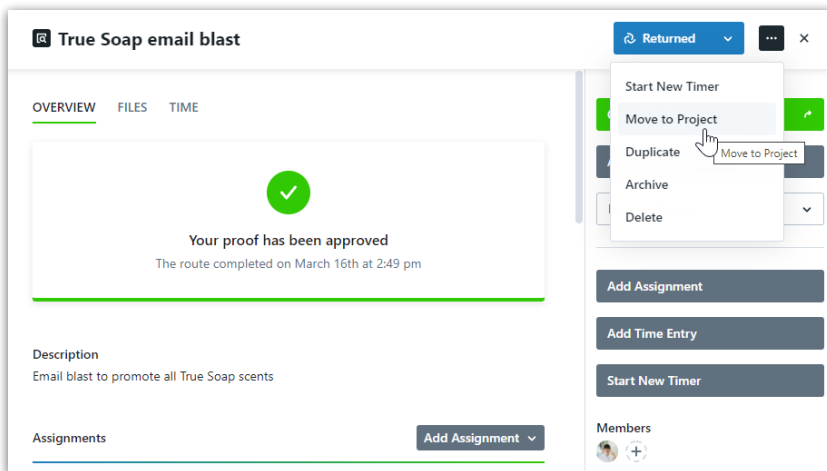 True Soap email blast
Returned
OVERVIEW FILES TIME
Start New Timer
Move to Project
Duplicate
Move to Project
Archive
Delete
Your proof has been approved
The route completed on March 16th at 2:49 pm
Add Assignment
Add Time Entry
Start New Timer
Description
Email blast to promote all True Soap scents
Assignments
Add Assignment
Members